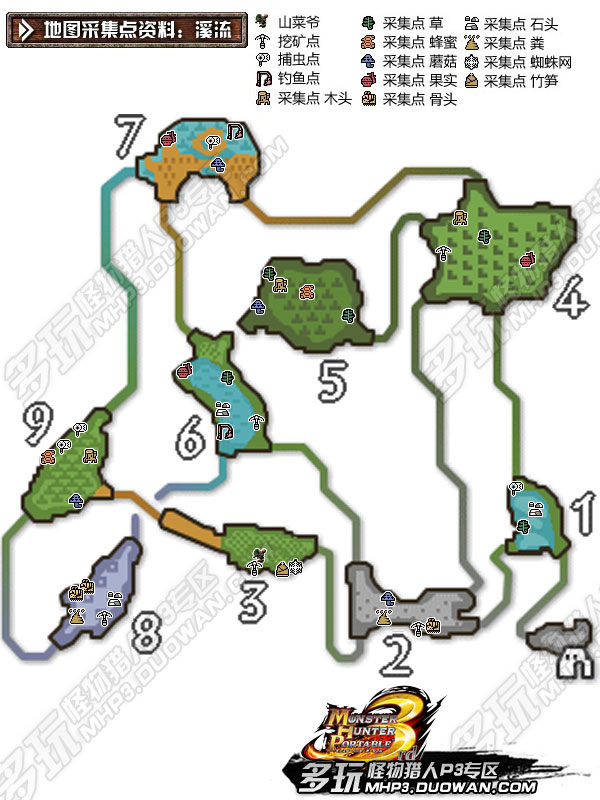 地图采集点资料：溪流
山菜爷
挖矿点
捕虫点
钓鱼点
采集点 木头
采集点 草
采集点 蜂蜜
采集点 蘑菇
采集点 果实
采集点 骨头
采集点 石头
采集点 粪
采集点 蜘蛛网
采集点 竹笋
7
4
5
6
9
1
3
8
2
多玩 怪物猎人P3专区
MHP3.DUOWAN.COM
MONSTER
HUNTER
PORTABLE
3rd
多玩 怪物猎人P3专区
MHP3.DUOWAN.COM